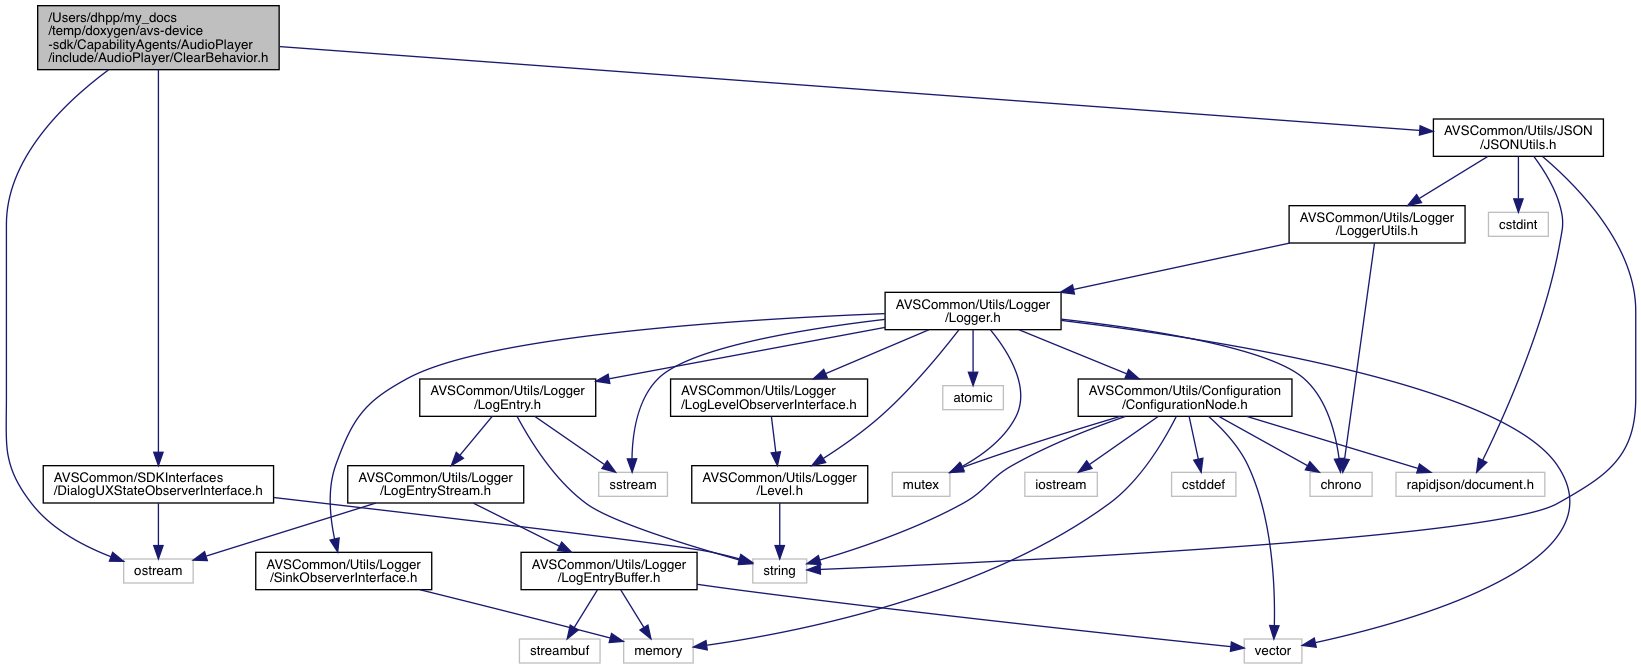 /Users/dhpp/my_docs
/temp/doxygen/avs-device
-sdk/CapabilityAgents/AudioPlayer
/include/AudioPlayer/ClearBehavior.h
AVSCommon/Utils/JSON
/JSONUtils.h
AVSCommon/Utils/Logger
/LoggerUtils.h
cstdint
AVSCommon/Utils/Logger
/Logger.h
AVSCommon/Utils/Logger
/LogEntry.h
AVSCommon/Utils/Logger
/LogLevelObserverInterface.h
atomic
AVSCommon/Utils/Configuration
/ConfigurationNode.h
AVSCommon/SDKInterfaces
/DialogUXStateObserverInterface.h
AVSCommon/Utils/Logger
/LogEntryStream.h
sstream
AVSCommon/Utils/Logger
/Level.h
mutex
iostream
cstddef
chrono
rapidjson/document.h
ostream
AVSCommon/Utils/Logger
/SinkObserverInterface.h
AVSCommon/Utils/Logger
/LogEntryBuffer.h
string
streambuf
memory
vector